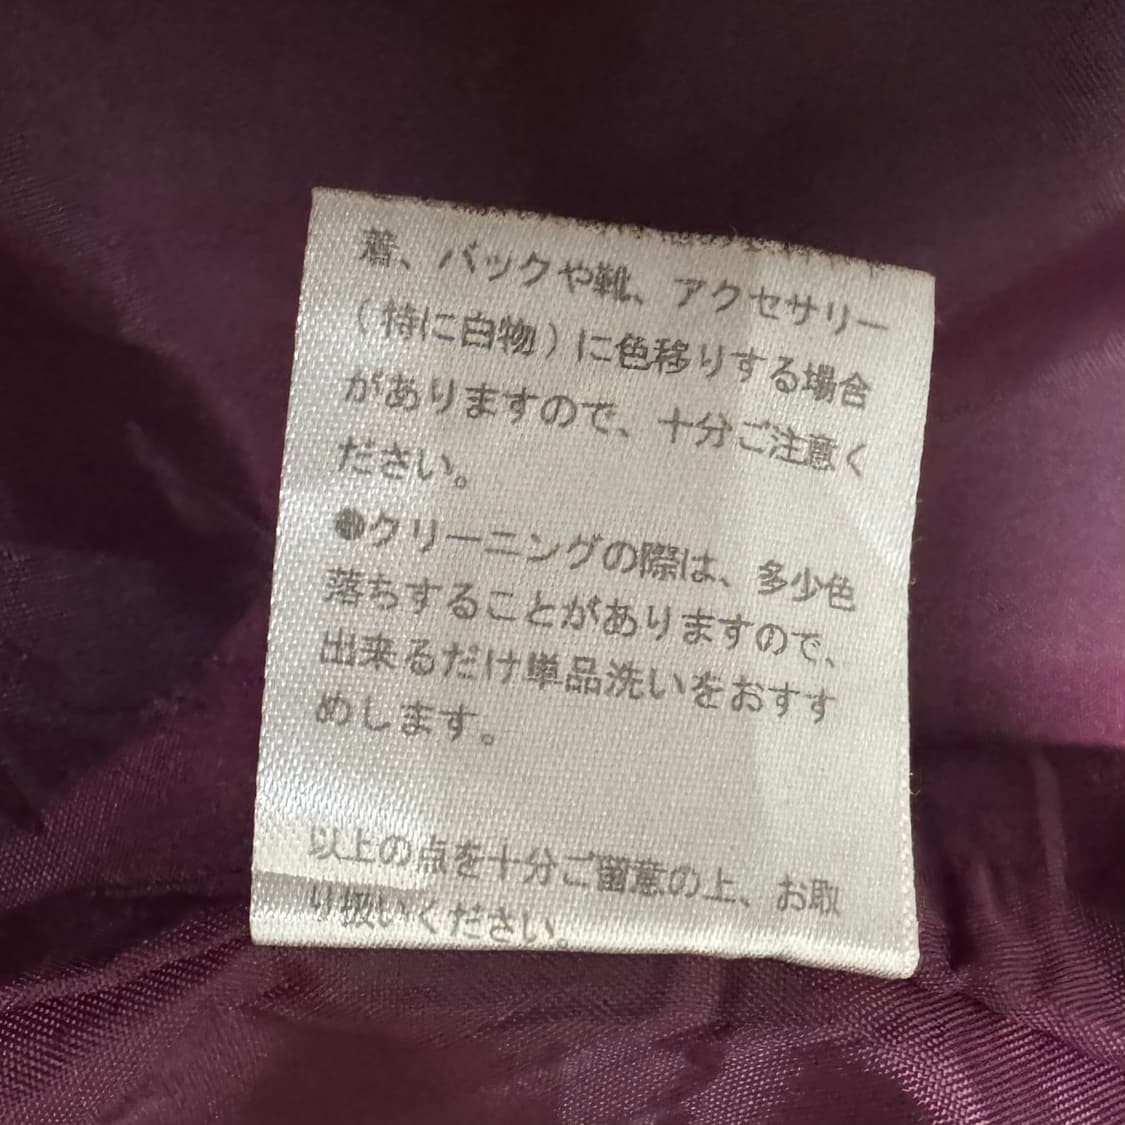 着、バックや靴、アクセサリー
（特に白物）に色移りする場合
がありますので、十分ご注意く
ださい。
●クリーニングの際は、多少色
落ちすることがありますので、
出来るだけ単品洗いをおすす
めします。
以上の点を十分ご留意の上、お取
り扱いください。